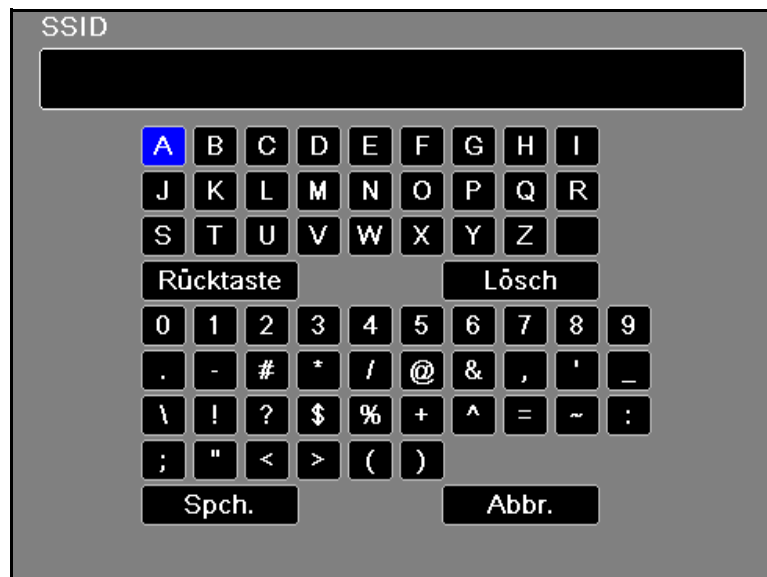 SSID
A B C D E F G H I
J K L M N O P Q R
S T U V W X Y Z
Rücktaste Lösch
0 1 2 3 4 5 6 7 8 9
. - # * / @ & , ' _
\ ! ? $ % + ^ = ~ :
; " < > ( )
Spch. Abbr.